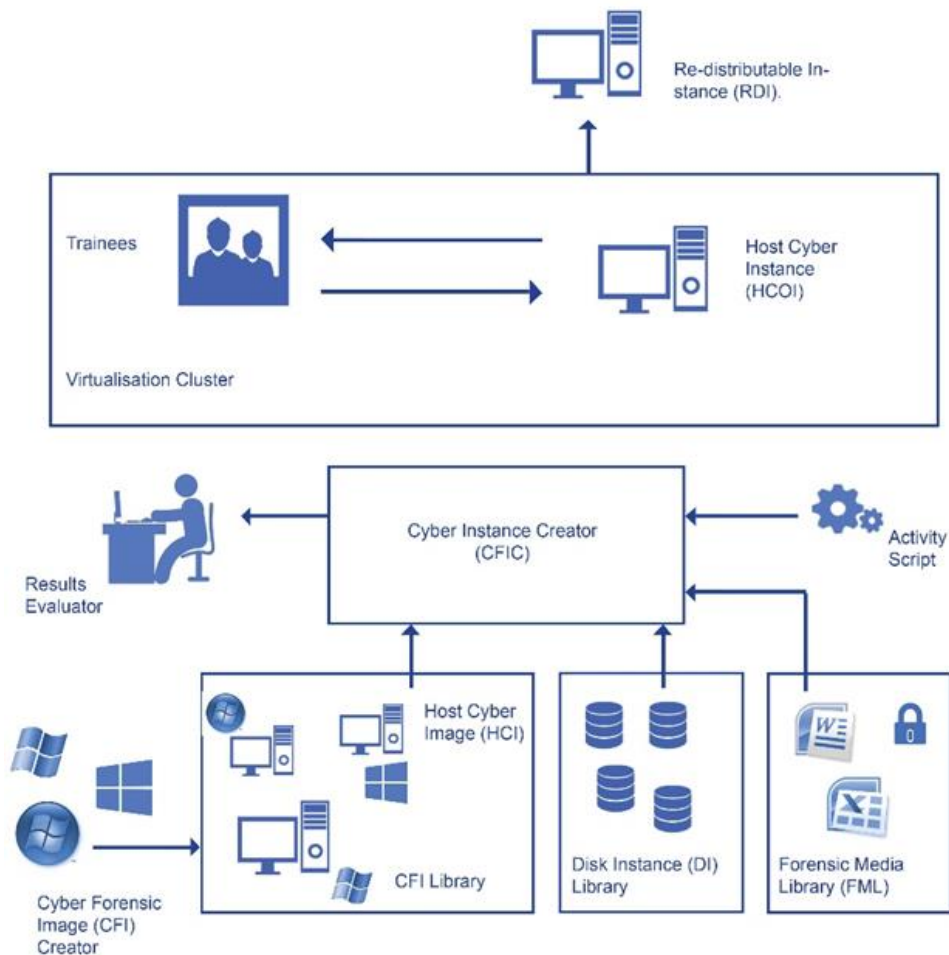 Re-distributable In-
stance (RDI).
Trainees
Host Cyber
Instance
(HCOI)
Virtualisation Cluster
Cyber Instance Creator
(CFIC)
Activity
Script
Results
Evaluator
Host Cyber
Image (HCI)
CFI Library
Disk Instance (DI)
Library
Forensic Media
Library (FML)
Cyber Forensic
Image (CFI)
Creator
W
X